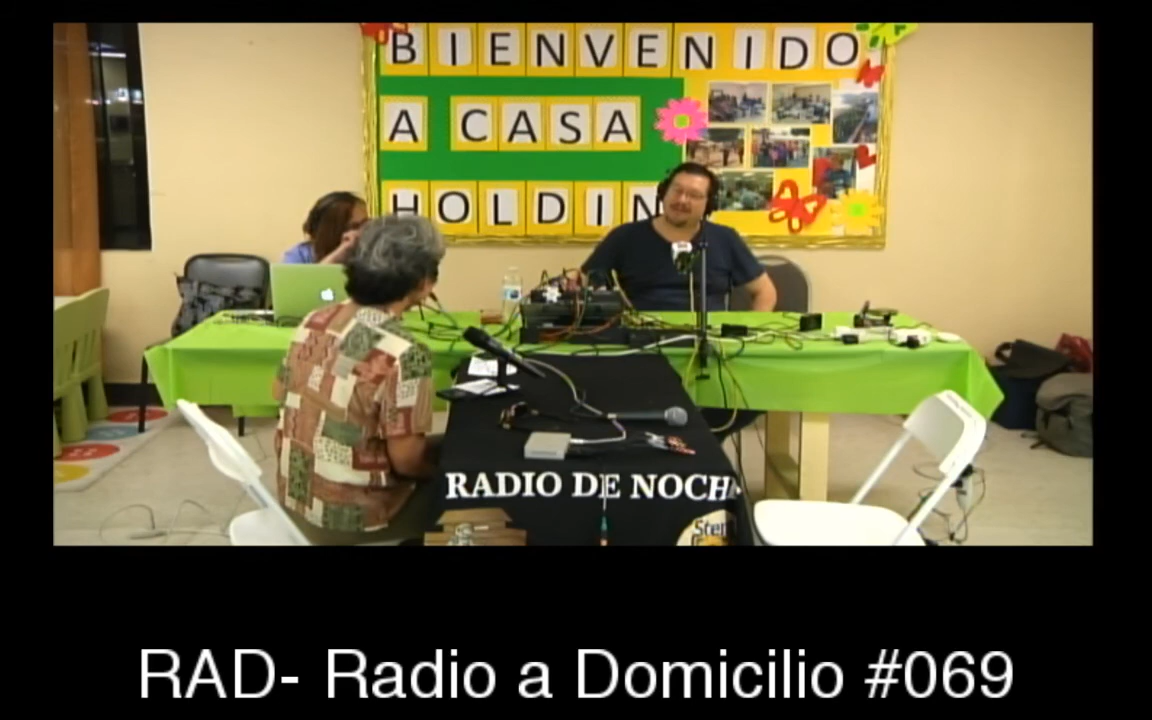 BIENVENIDO
A CASA
HOLDIN
RADIO DE NOCH
RAD- Radio a Domicilio #069